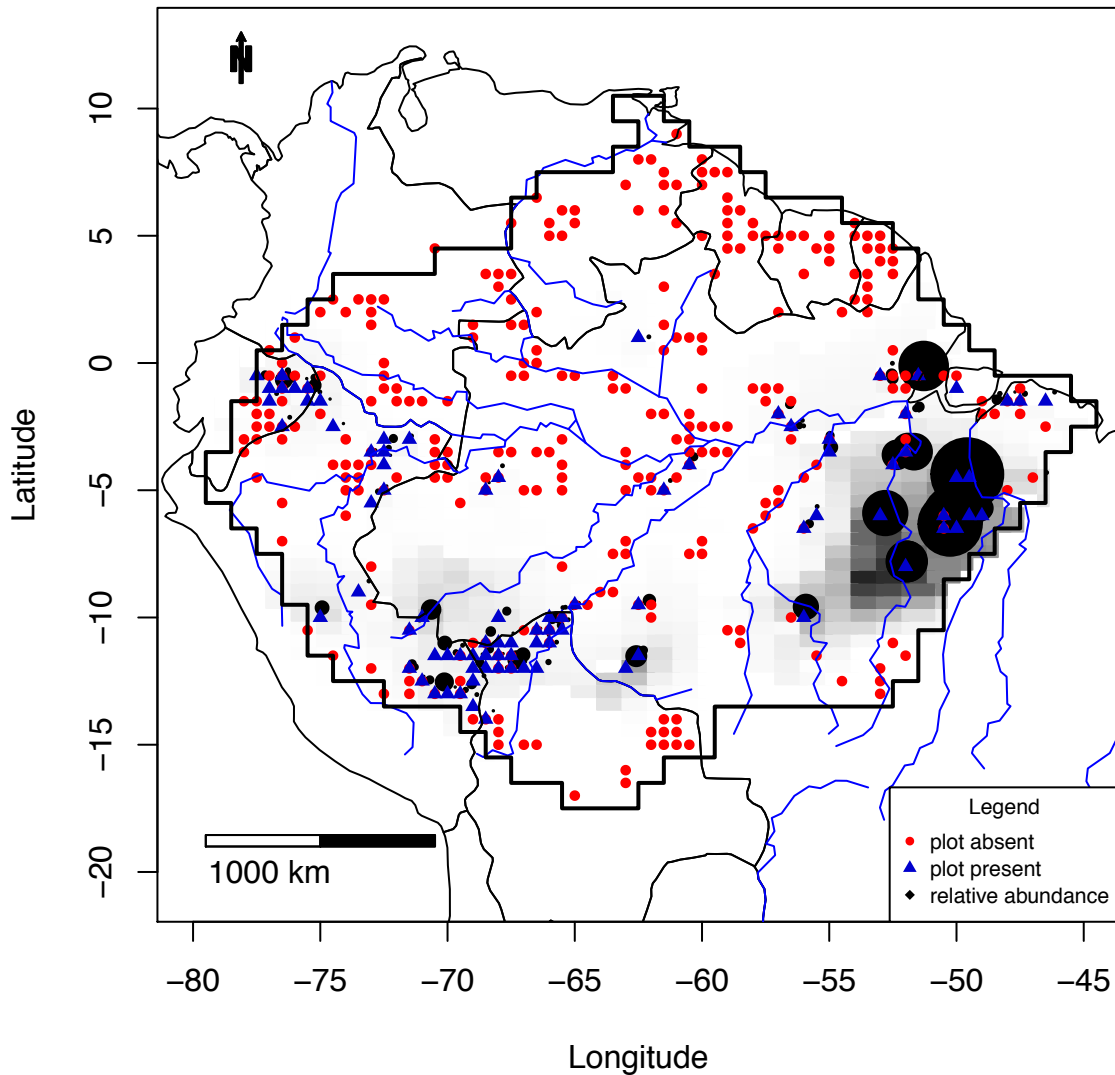 N
10
5
0
−5
−10
−15
−20
Latitude
1000 km
Legend
plot absent
plot present
relative abundance
−80
−75
−70
−65
−60
−55
−50
−45
Longitude